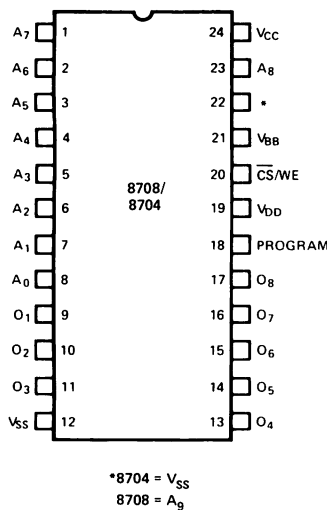 A7 1 24 VCC
A6 2 23 A8
A5 3 22 *
A4 4 21 VBB
A3 5 20 C̅S̅/WE
8708/
8704
A2 6 19 VDD
A1 7 18 PROGRAM
A0 8 17 O8
O1 9 16 O7
O2 10 15 O6
O3 11 14 O5
VSS 12 13 O4
*8704 = VSS
8708 = A9